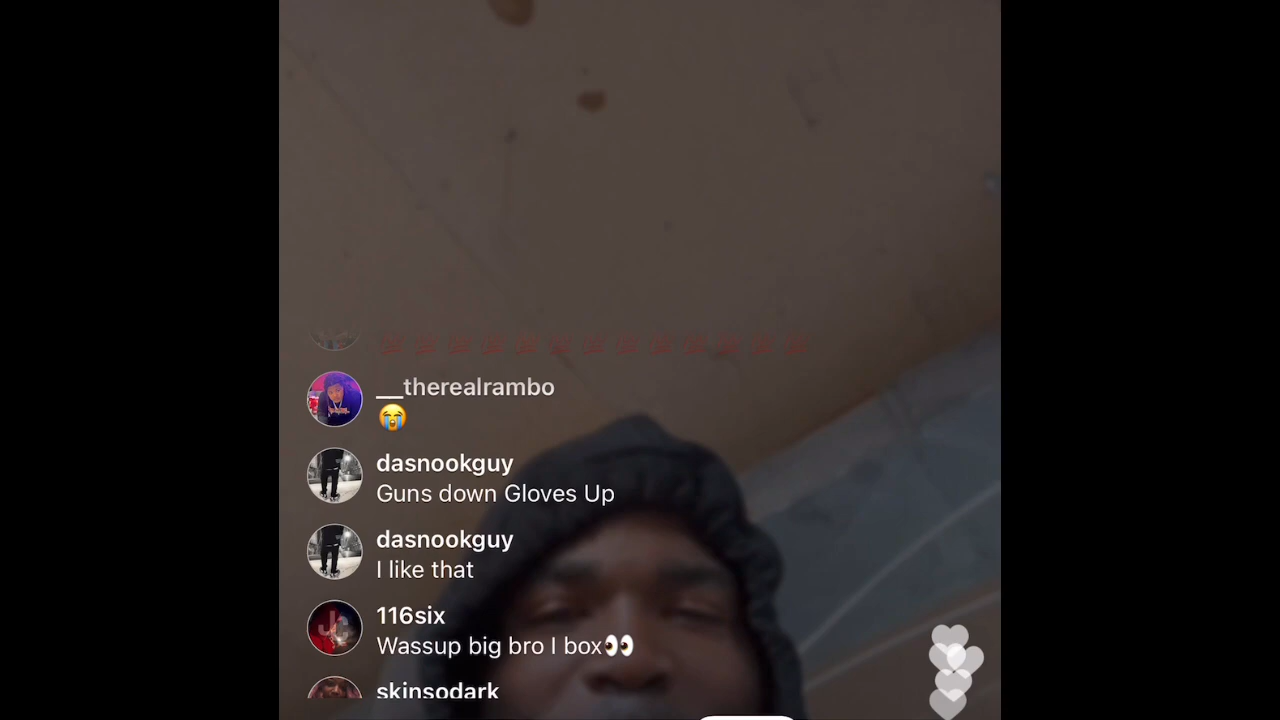 __therealrambo
😭
dasnookguy
Guns down Gloves Up
dasnookguy
I like that
116six
Wassup big bro I box👀
skinsodark